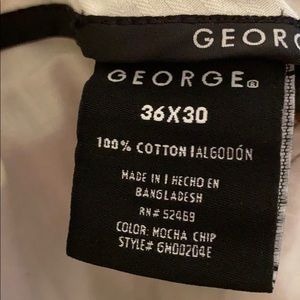 GEORG
GEORGE®
36X30
100% COTTON|ALGODÓN
MADE IN | HECHO EN
BANGLADESH
RN# 52469
COLOR: MOCHA CHIP
STYLE# GM00204E